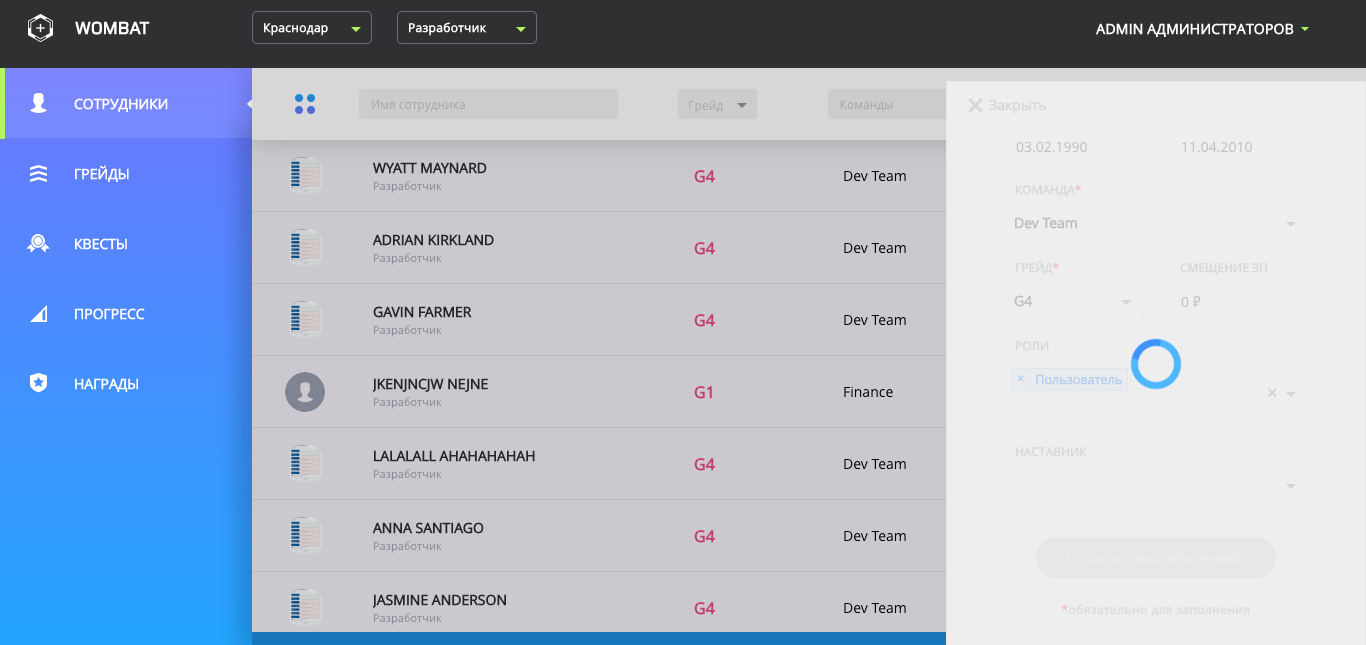 WOMBAT
Краснодар
Разработчик
ADMIN АДМИНИСТРАТОРОВ
СОТРУДНИКИ
ГРЕЙДЫ
КВЕСТЫ
ПРОГРЕСС
НАГРАДЫ
Имя сотрудника
Грейд
Команды
WYATT MAYNARD
Разработчик
G4
Dev Team
ADRIAN KIRKLAND
Разработчик
G4
Dev Team
GAVIN FARMER
Разработчик
G4
Dev Team
JKENJNCJW NEJNE
Разработчик
G1
Finance
LALALALL AHAHAHAHAH
Разработчик
G4
Dev Team
ANNA SANTIAGO
Разработчик
G4
Dev Team
JASMINE ANDERSON
Разработчик
G4
Dev Team
Закрыть
03.02.1990
11.04.2010
КОМАНДА*
Dev Team
ГРЕЙД*
СМЕЩЕНИЕ ЗП
G4
0 ₽
РОЛИ
× Пользователь
×
НАСТАВНИК
Создать и выслать инвайт
*обязательно для заполнения